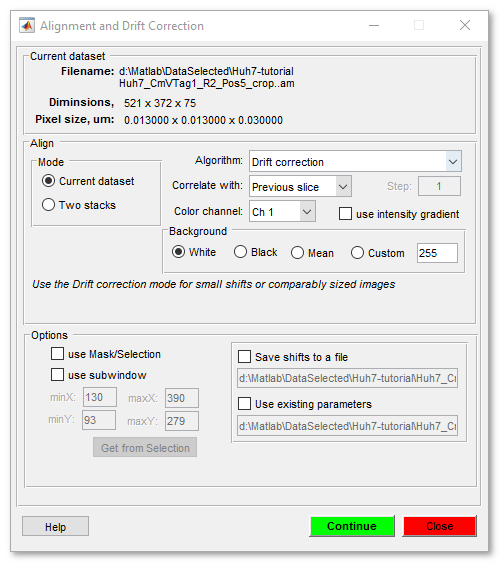 Alignment and Drift Correction
Current dataset
Filename: d:\Matlab\DataSelected\Huh7-tutorial
Huh7_CmVTag1_R2_Pos5_crop..am
Diminsions, 521 x 372 x 75
Pixel size, um: 0.013000 x 0.013000 x 0.030000
Align
Mode
Current dataset
Two stacks
Algorithm: Drift correction
Correlate with: Previous slice Step: 1
Color channel: Ch 1 use intensity gradient
Background
White Black Mean Custom 255
Use the Drift correction mode for small shifts or comparably sized images
Options
use Mask/Selection
use subwindow
minX: 130 maxX: 390
minY: 93 maxY: 279
Get from Selection
Save shifts to a file
d:\Matlab\DataSelected\Huh7-tutorial\Huh7_Cr
Use existing parameters
d:\Matlab\DataSelected\Huh7-tutorial\Huh7_Cr
Help Continue Close